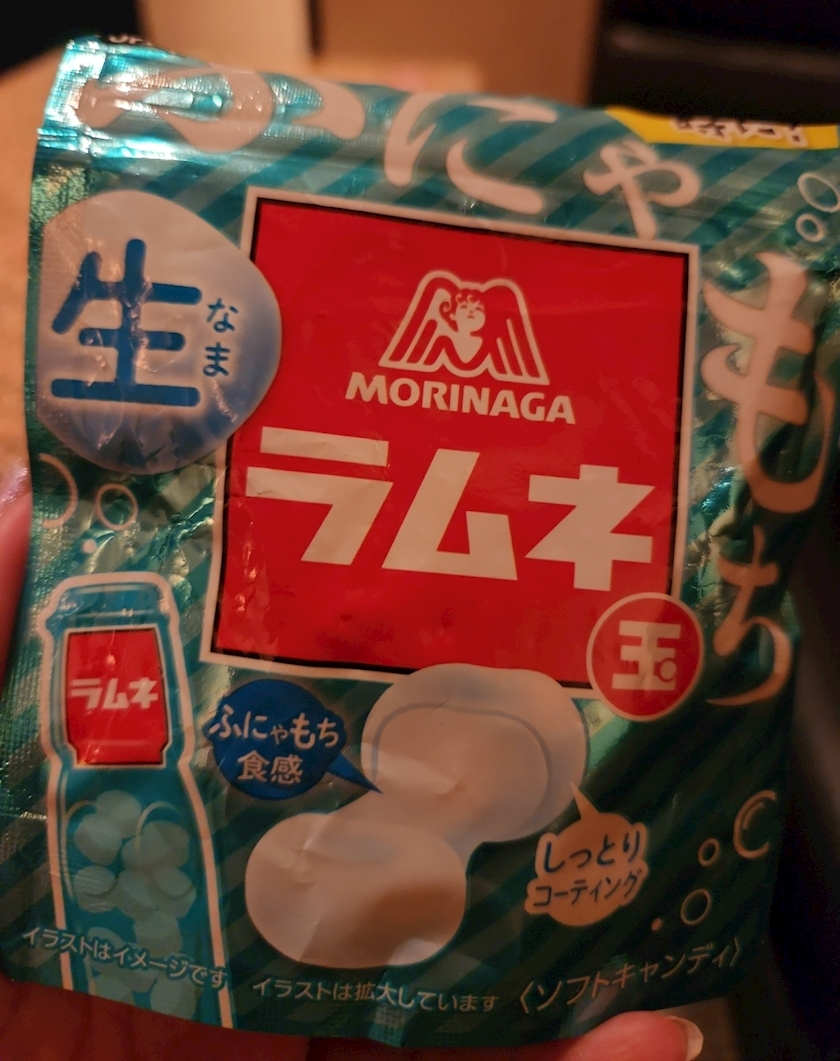 ふにゃ
もち
生
なま
MORINAGA
ラムネ
玉
ラムネ
ふにゃもち
食感
しっとり
コーティング
イラストはイメージです
イラストは拡大しています
〈ソフトキャンディ〉